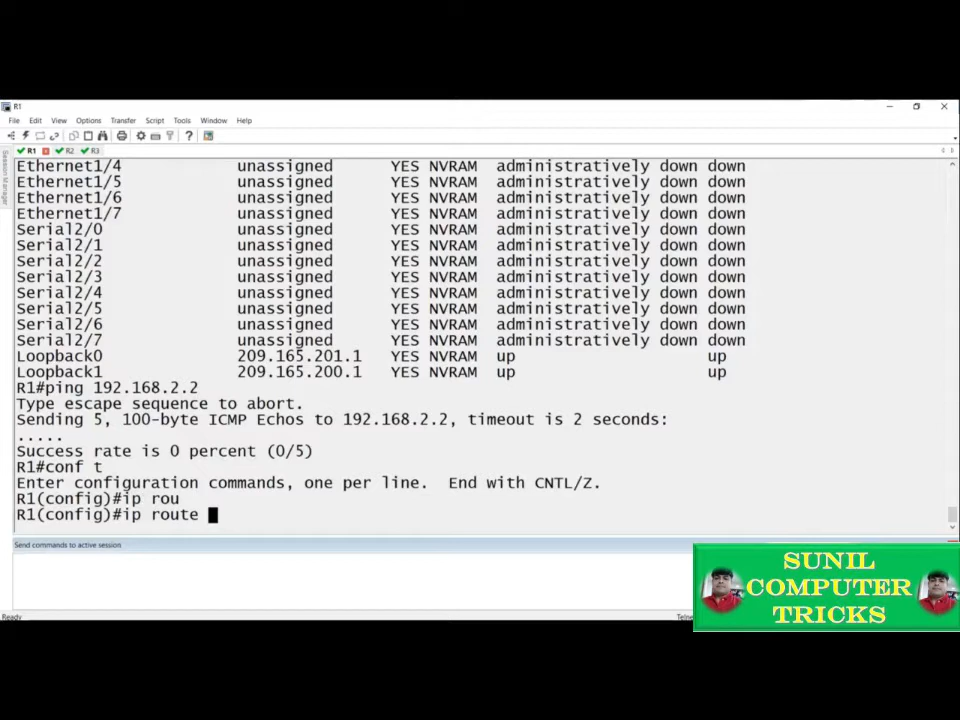 R1
File Edit View Options Transfer Script Tools Window Help
R1 R2 R3
Session Manager
Ethernet1/4 unassigned YES NVRAM administratively down down
Ethernet1/5 unassigned YES NVRAM administratively down down
Ethernet1/6 unassigned YES NVRAM administratively down down
Ethernet1/7 unassigned YES NVRAM administratively down down
Serial2/0 unassigned YES NVRAM administratively down down
Serial2/1 unassigned YES NVRAM administratively down down
Serial2/2 unassigned YES NVRAM administratively down down
Serial2/3 unassigned YES NVRAM administratively down down
Serial2/4 unassigned YES NVRAM administratively down down
Serial2/5 unassigned YES NVRAM administratively down down
Serial2/6 unassigned YES NVRAM administratively down down
Serial2/7 unassigned YES NVRAM administratively down down
Loopback0 209.165.201.1 YES NVRAM up up
Loopback1 209.165.200.1 YES NVRAM up up
R1#ping 192.168.2.2
Type escape sequence to abort.
Sending 5, 100-byte ICMP Echos to 192.168.2.2, timeout is 2 seconds:
.....
Success rate is 0 percent (0/5)
R1#conf t
Enter configuration commands, one per line.  End with CNTL/Z.
R1(config)#ip rou
R1(config)#ip route
Send commands to active session
SUNIL
COMPUTER
TRICKS
Ready